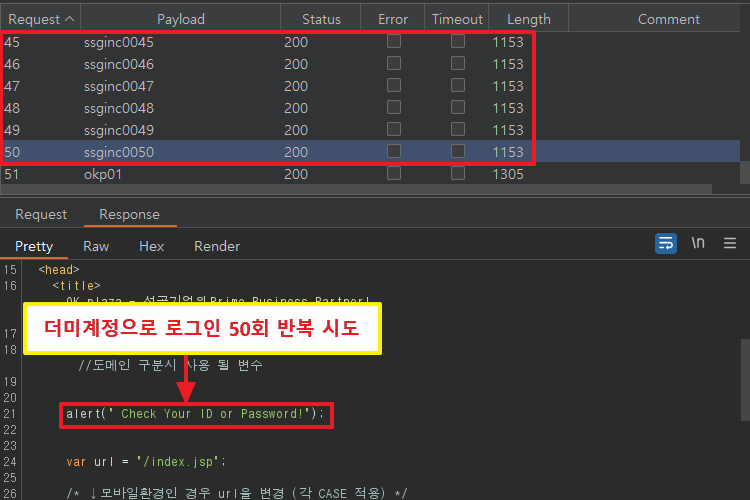 Request Payload Status Error Timeout Length Comment
45 ssginc0045 200 1153
46 ssginc0046 200 1153
47 ssginc0047 200 1153
48 ssginc0048 200 1153
49 ssginc0049 200 1153
50 ssginc0050 200 1153
51 okp01 200 1305
Request Response
Pretty Raw Hex Render \n
15 <head>
16 <title>
OK plaza - 성공기업의 Prime Business Partner!
더미계정으로 로그인 50회 반복 시도
17
18
//도메인 구분시 사용 될 변수
19
20
21 alert(" Check Your ID or Password!");
22
23
24 var url = "/index.jsp";
25
26 /* ↓모바일환경인 경우 url을 변경 (각 CASE 적용) */